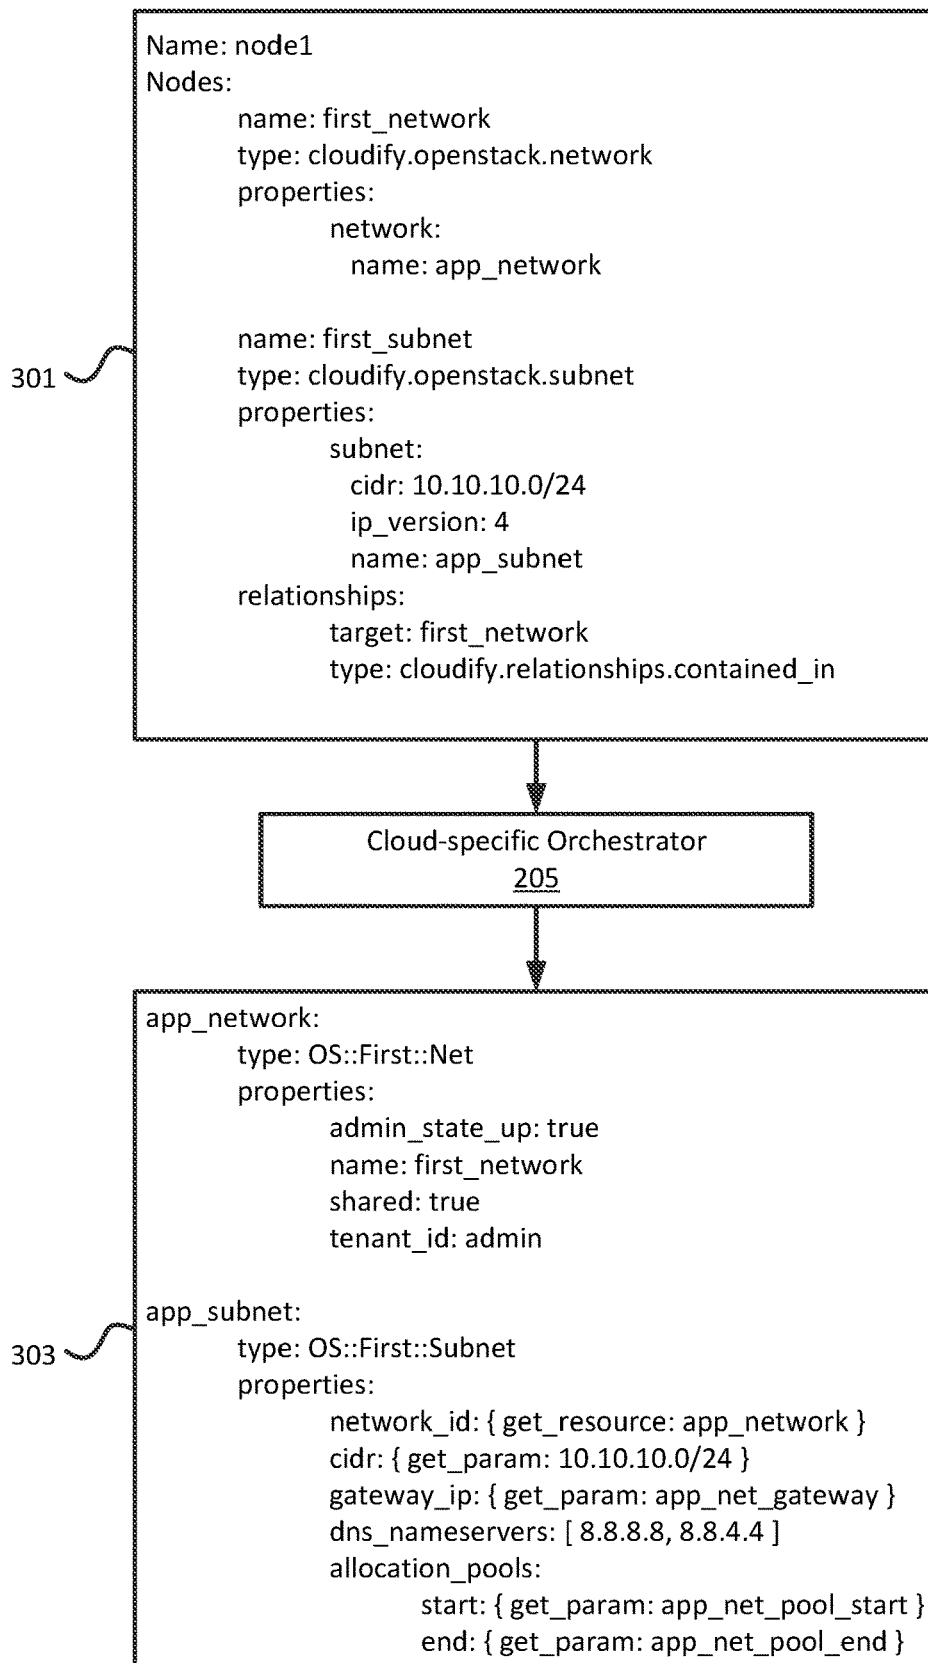 Name: node1
Nodes:
name: first_network
type: cloudify.openstack.network
properties:
network:
name: app_network
name: first_subnet
type: cloudify.openstack.subnet
properties:
subnet:
cidr: 10.10.10.0/24
ip_version: 4
name: app_subnet
relationships:
target: first_network
type: cloudify.relationships.contained_in
301
Cloud-specific Orchestrator
205
app_network:
type: OS::First::Net
properties:
admin_state_up: true
name: first_network
shared: true
tenant_id: admin
app_subnet:
type: OS::First::Subnet
properties:
network_id: { get_resource: app_network }
cidr: { get_param: 10.10.10.0/24 }
gateway_ip: { get_param: app_net_gateway }
dns_nameservers: [ 8.8.8.8, 8.8.4.4 ]
allocation_pools:
start: { get_param: app_net_pool_start }
end: { get_param: app_net_pool_end }
303